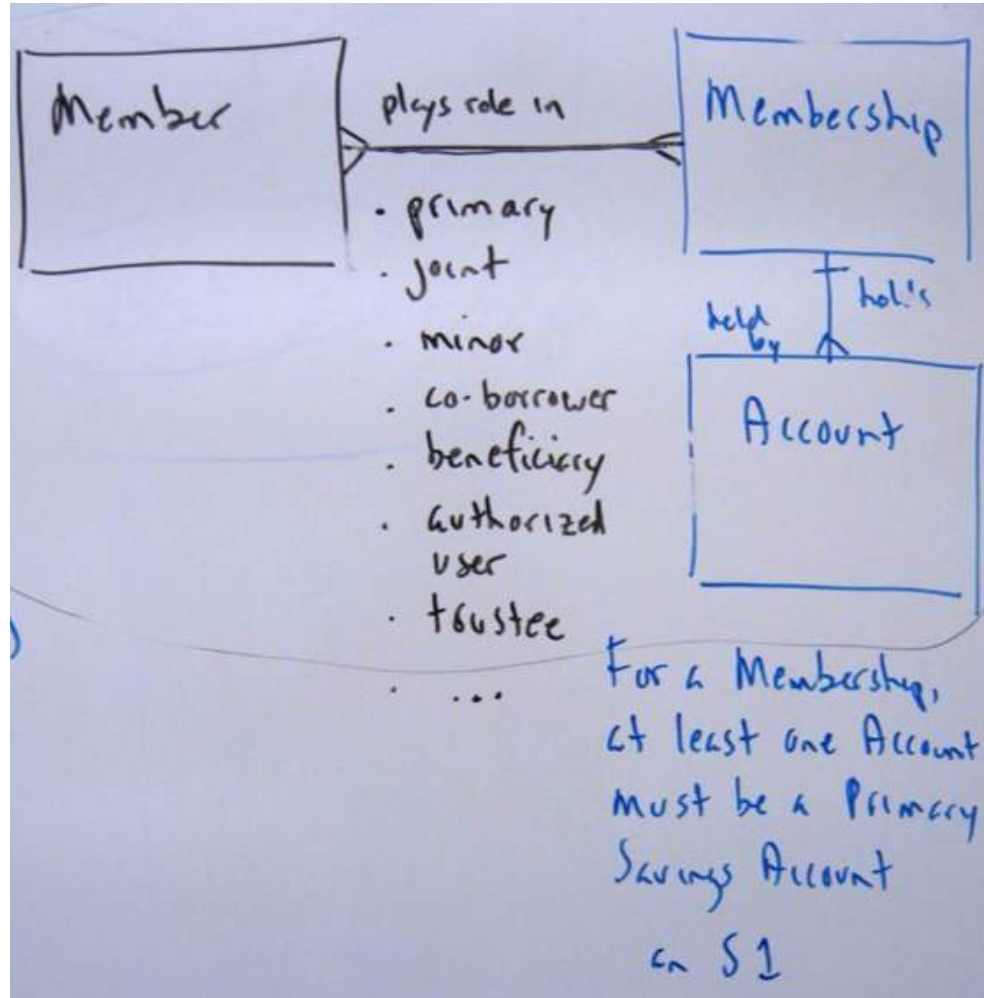 Member
plays role in
Membership
• primary
• joint
• minor
• co-borrower
• beneficiary
• authorized
user
• trustee
• ...
held
by
holds
Account
For a Membership,
at least one Account
must be a Primary
Savings Account
an S1